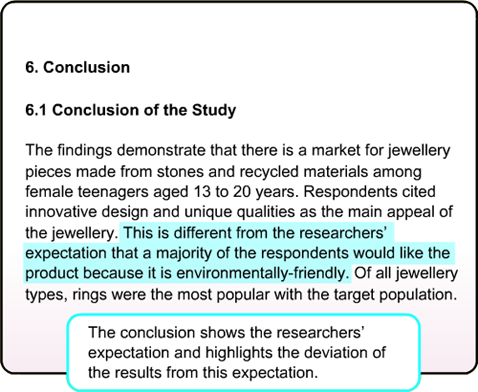 6. Conclusion
6.1 Conclusion of the Study
The findings demonstrate that there is a market for jewellery
pieces made from stones and recycled materials among
female teenagers aged 13 to 20 years. Respondents cited
innovative design and unique qualities as the main appeal of
the jewellery. This is different from the researchers'
expectation that a majority of the respondents would like the
product because it is environmentally-friendly. Of all jewellery
types, rings were the most popular with the target population.
The conclusion shows the researchers'
expectation and highlights the deviation of
the results from this expectation.